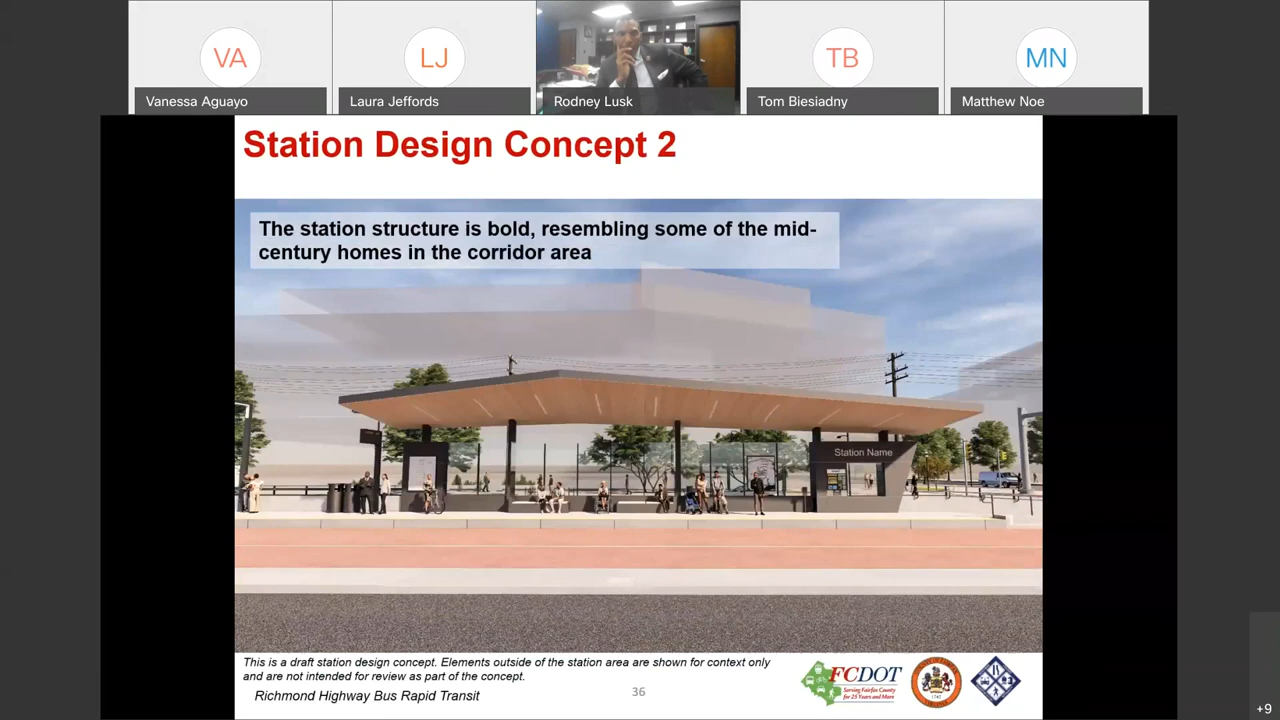 VA
LJ
TB
MN
Vanessa Aguayo
Laura Jeffords
Rodney Lusk
Tom Biesiadny
Matthew Noe
Station Design Concept 2
The station structure is bold, resembling some of the mid-
century homes in the corridor area
Station Name
This is a draft station design concept. Elements outside of the station area are shown for context only
and are not intended for review as part of the concept.
Richmond Highway Bus Rapid Transit
36
FCDOT
Serving Fairfax County
for 25 Years and More
1742
+9